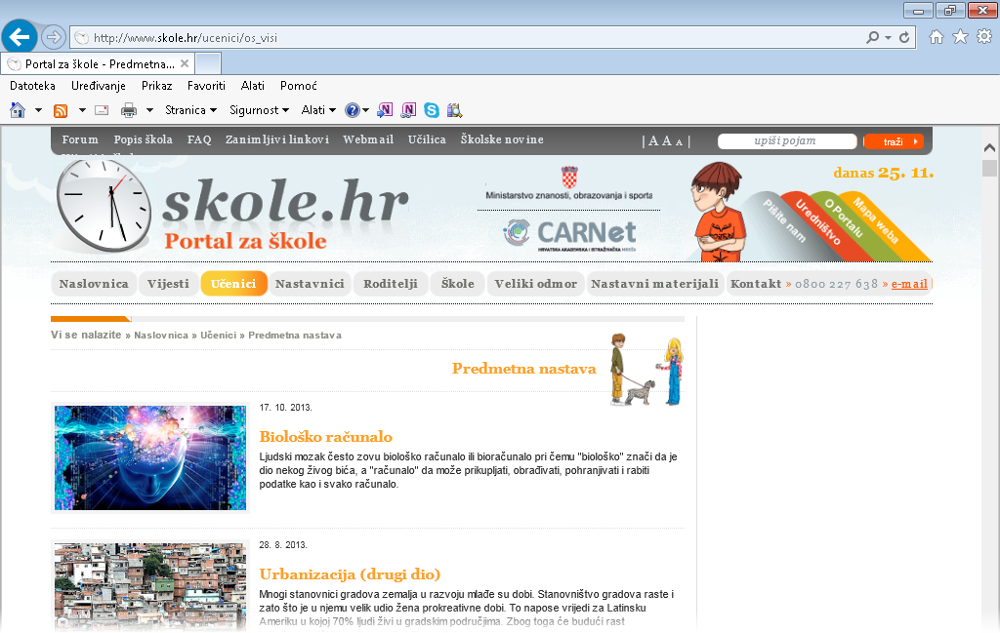 http://www.skole.hr/ucenici/os_visi
Portal za škole - Predmetna...
Datoteka Uređivanje Prikaz Favoriti Alati Pomoć
Stranica Sigurnost Alati
Forum Popis škola FAQ Zanimljivi linkovi Webmail Učilica Školske novine
| A A A |
upiši pojam
traži
danas 25. 11.
skole.hr
Portal za škole
Ministarstvo znanosti, obrazovanja i sporta
CARNet
HRVATSKA AKADEMSKA I ISTRAŽIVAČKA MREŽA
Pišite nam
Uredništvo
O Portalu
Mapa weba
Naslovnica Vijesti Učenici Nastavnici Roditelji Škole Veliki odmor Nastavni materijali Kontakt » 0800 227 638 » e-mail
Vi se nalazite » Naslovnica » Učenici » Predmetna nastava
Predmetna nastava
17. 10. 2013.
Biološko računalo
Ljudski mozak često zovu biološko računalo ili bioračunalo pri čemu "biološko" znači da je
dio nekog živog bića, a "računalo" da može prikupljati, obrađivati, pohranjivati i rabiti
podatke kao i svako računalo.
28. 8. 2013.
Urbanizacija (drugi dio)
Mnogi stanovnici gradova zemalja u razvoju mlađe su dobi. Stanovništvo gradova raste i
zato što je u njemu velik udio žena prokreativne dobi. To napose vrijedi za Latinsku
Ameriku u kojoj 70% ljudi živi u gradskim područjima. Zbog toga će budući rast